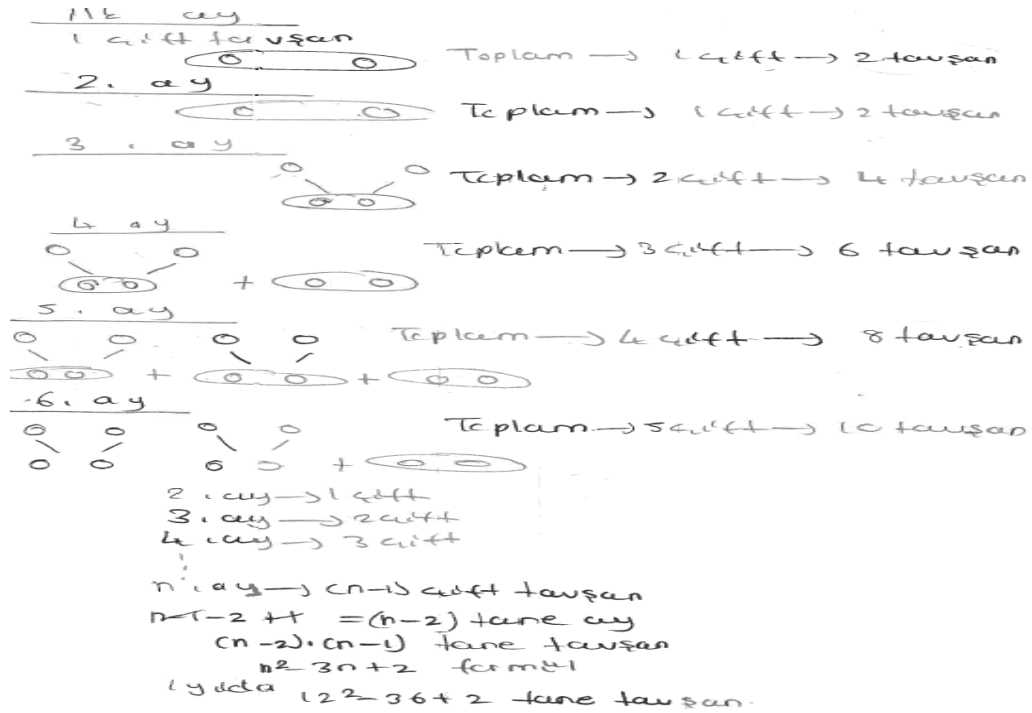 İlk ay
1 çift tavşan
Toplam → 1 çift → 2 tavşan
2. ay
Toplam → 1 çift → 2 tavşan
3. ay
Toplam → 2 çift → 4 tavşan
4 ay
Toplam → 3 çift → 6 tavşan
+
5. ay
Toplam → 4 çift → 8 tavşan
+ +
6. ay
Toplam → 5 çift → 10 tavşan
+
2. ay → 1 çift
3. ay → 2 çift
4. ay → 3 çift
n. ay → (n-1) çift tavşan
n-1-2+1 = (n-2) tane ay
(n-2).(n-1) tane tavşan
n²-3n+2 formül
1 yılda 12²-36+2 tane tavşan.